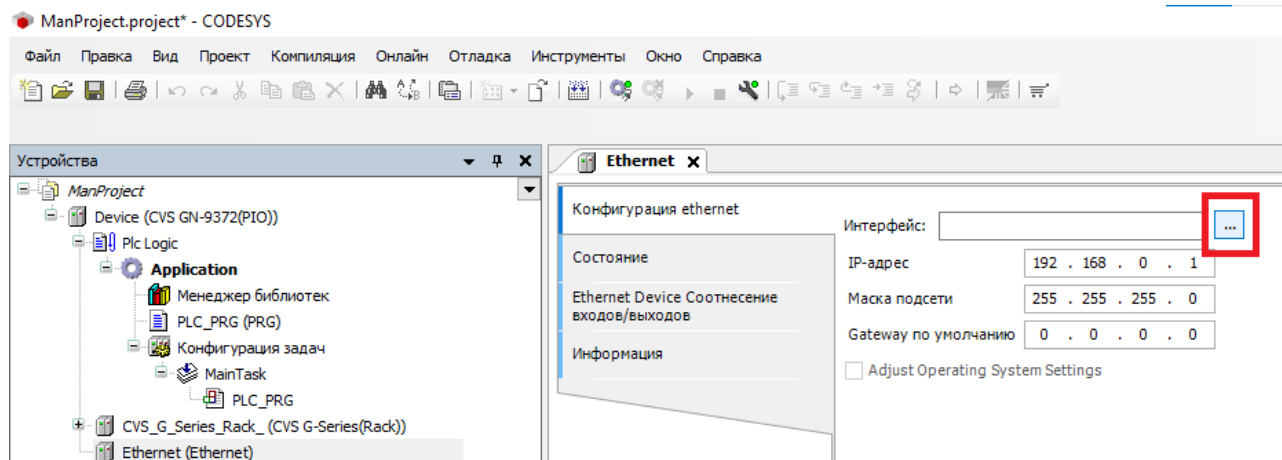 ManProject.project* - CODESYS
Файл Правка Вид Проект Компиляция Онлайн Отладка Инструменты Окно Справка
Устройства
ManProject
Device (CVS GN-9372(PIO))
Plc Logic
Application
Менеджер библиотек
PLC_PRG (PRG)
Конфигурация задач
MainTask
PLC_PRG
CVS_G_Series_Rack_ (CVS G-Series(Rack))
Ethernet (Ethernet)
Ethernet
Конфигурация ethernet
Состояние
Ethernet Device Соотнесение
входов/выходов
Информация
Интерфейс: ...
IP-адрес 192 . 168 . 0 . 1
Маска подсети 255 . 255 . 255 . 0
Gateway по умолчанию 0 . 0 . 0 . 0
Adjust Operating System Settings